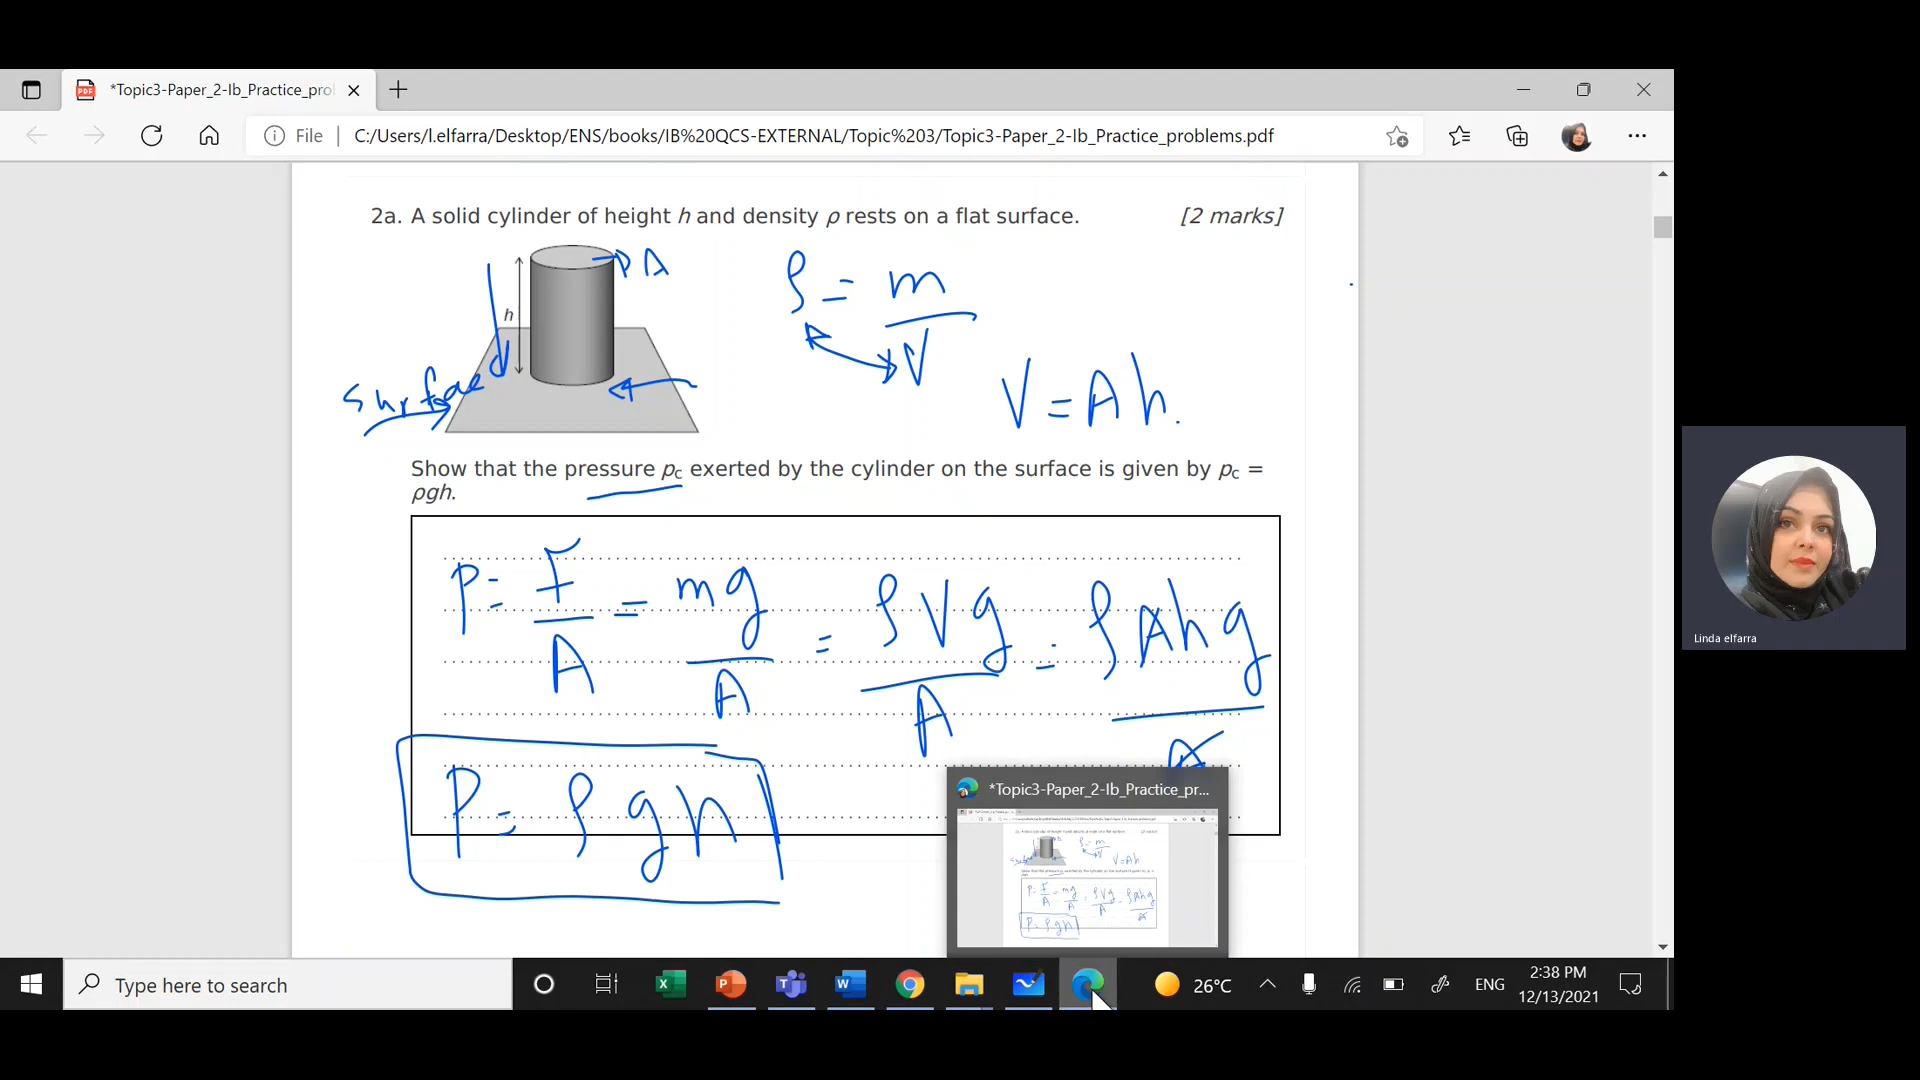 *Topic3-Paper_2-Ib_Practice_pro
File
C:/Users/l.elfarra/Desktop/ENS/books/IB%20QCS-EXTERNAL/Topic%203/Topic3-Paper_2-Ib_Practice_problems.pdf
2a. A solid cylinder of height h and density ρ rests on a flat surface. [2 marks]
A
h
surface
ρ = m / V
V = A h.
Show that the pressure pc exerted by the cylinder on the surface is given by pc =
ρgh.
P = F / A = mg / A = ρVg / A = ρAhg / A
P = ρgh
Linda elfarra
*Topic3-Paper_2-Ib_Practice_pr...
Type here to search
26°C
ENG
2:38 PM
12/13/2021